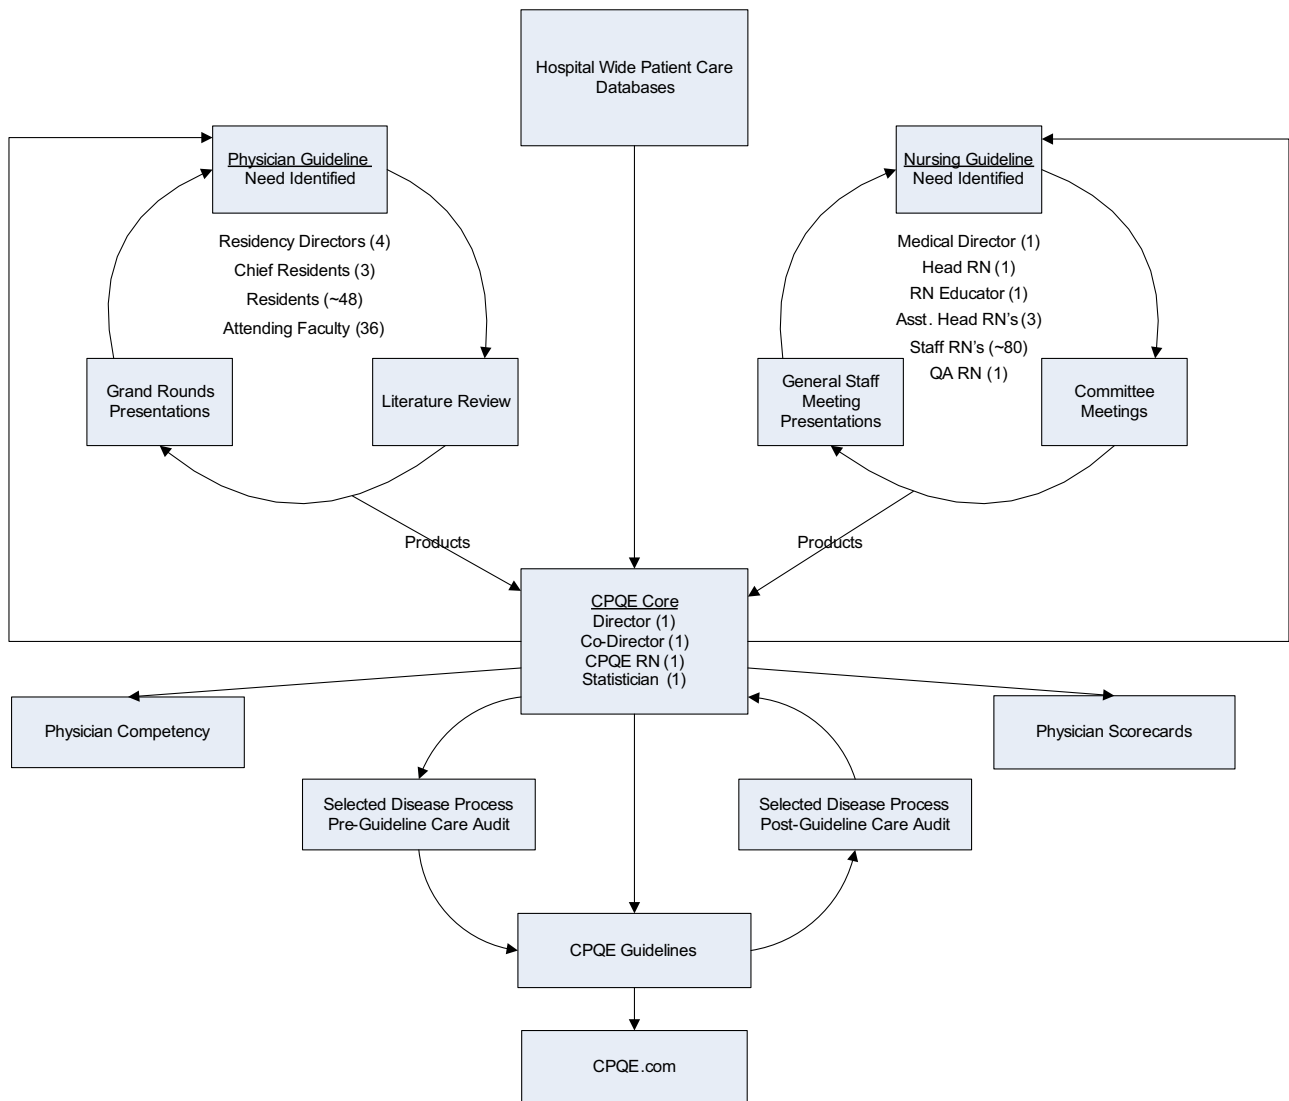 Hospital Wide Patient Care
Databases
Physician Guideline
Need Identified
Nursing Guideline
Need Identified
Residency Directors (4)
Chief Residents (3)
Residents (~48)
Attending Faculty (36)
Medical Director (1)
Head RN (1)
RN Educator (1)
Asst. Head RN's (3)
Staff RN's (~80)
QA RN (1)
Grand Rounds
Presentations
Literature Review
General Staff
Meeting
Presentations
Committee
Meetings
Products
Products
CPQE Core
Director (1)
Co-Director (1)
CPQE RN (1)
Statistician (1)
Physician Competency
Physician Scorecards
Selected Disease Process
Pre-Guideline Care Audit
Selected Disease Process
Post-Guideline Care Audit
CPQE Guidelines
CPQE.com